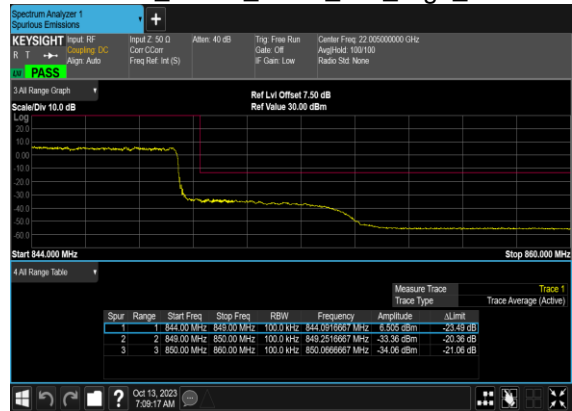 Spectrum Analyzer 1
Spurious Emissions
+
KEYSIGHT
R T
LW PASS
Input: RF
Coupling: DC
Align: Auto
Input Z: 50 Ω
Corr CCorr
Freq Ref: Int (S)
Atten: 40 dB
Trig: Free Run
Gate: Off
IF Gain: Low
Center Freq: 22.005000000 GHz
Avg|Hold: 100/100
Radio Std: None
3 All Range Graph
Scale/Div 10.0 dB
Ref Lvl Offset 7.50 dB
Ref Value 30.00 dBm
Log
20.0
10.0
0.00
-10.0
-20.0
-30.0
-40.0
-50.0
-60.0
Start 844.000 MHz
Stop 860.000 MHz
4 All Range Table
Measure Trace Trace 1
Trace Type Trace Average (Active)
Spur Range Start Freq Stop Freq RBW Frequency Amplitude ΔLimit
1 1 844.00 MHz 849.00 MHz 100.0 kHz 844.0916667 MHz 6.505 dBm -23.49 dB
2 2 849.00 MHz 850.00 MHz 100.0 kHz 849.2516667 MHz -33.36 dBm -20.36 dB
3 3 850.00 MHz 860.00 MHz 100.0 kHz 850.0666667 MHz -34.06 dBm -21.06 dB
? Oct 13, 2023
7:09:17 AM